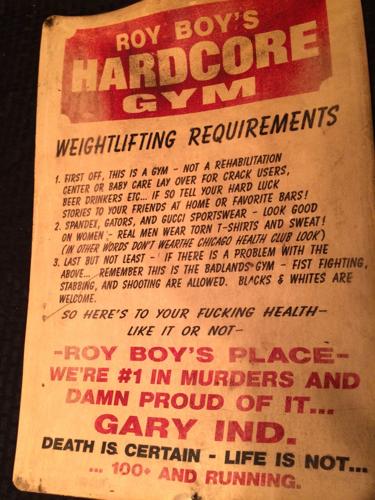 ROY BOY'S
HARDCORE
GYM
WEIGHTLIFTING REQUIREMENTS
1. FIRST OFF, THIS IS A GYM - NOT A REHABILITATION
CENTER OR BABY CARE LAY OVER FOR CRACK USERS,
BEER DRINKERS ETC... IF SO TELL YOUR HARD LUCK
STORIES TO YOUR FRIENDS AT HOME OR FAVORITE BARS!
2. SPANDEX, GATORS, AND GUCCI SPORTSWEAR - LOOK GOOD
ON WOMEN - REAL MEN WEAR TORN T-SHIRTS AND SWEAT!
(IN OTHER WORDS DON'T WEARTHE CHICAGO HEALTH CLUB LOOK)
3. LAST BUT NOT LEAST - IF THERE IS A PROBLEM WITH THE
ABOVE... REMEMBER THIS IS THE BADLANDS GYM - FIST FIGHTING,
STABBING, AND SHOOTING ARE ALLOWED. BLACKS & WHITES ARE
WELCOME.
SO HERE'S TO YOUR FUCKING HEALTH-
LIKE IT OR NOT-
-ROY BOY'S PLACE-
WE'RE #1 IN MURDERS AND
DAMN PROUD OF IT...
GARY IND.
DEATH IS CERTAIN - LIFE IS NOT...
... 100+ AND RUNNING.